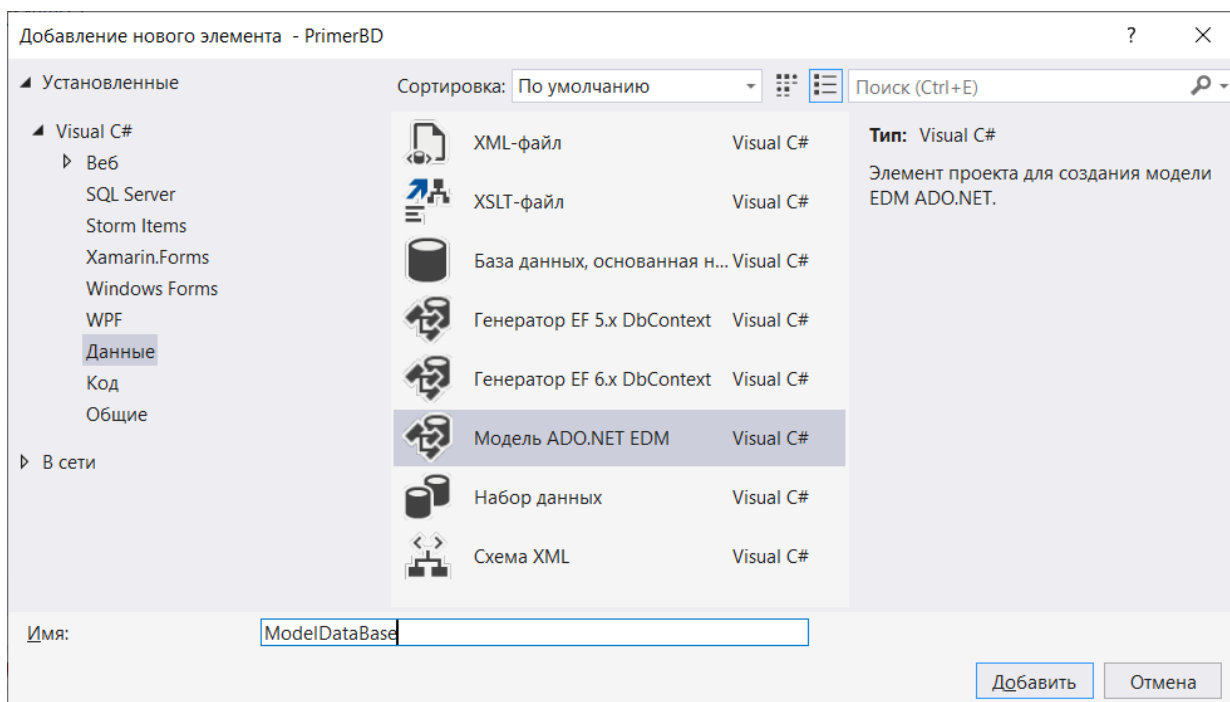 Добавление нового элемента - PrimerBD
?
Установленные
Сортировка: По умолчанию
Поиск (Ctrl+E)
Visual C#
Веб
SQL Server
Storm Items
Xamarin.Forms
Windows Forms
WPF
Данные
Код
Общие
В сети
XML-файл Visual C#
XSLT-файл Visual C#
База данных, основанная н... Visual C#
Генератор EF 5.x DbContext Visual C#
Генератор EF 6.x DbContext Visual C#
Модель ADO.NET EDM Visual C#
Набор данных Visual C#
Схема XML Visual C#
Тип: Visual C#
Элемент проекта для создания модели
EDM ADO.NET.
Имя: ModelDataBase
Добавить Отмена